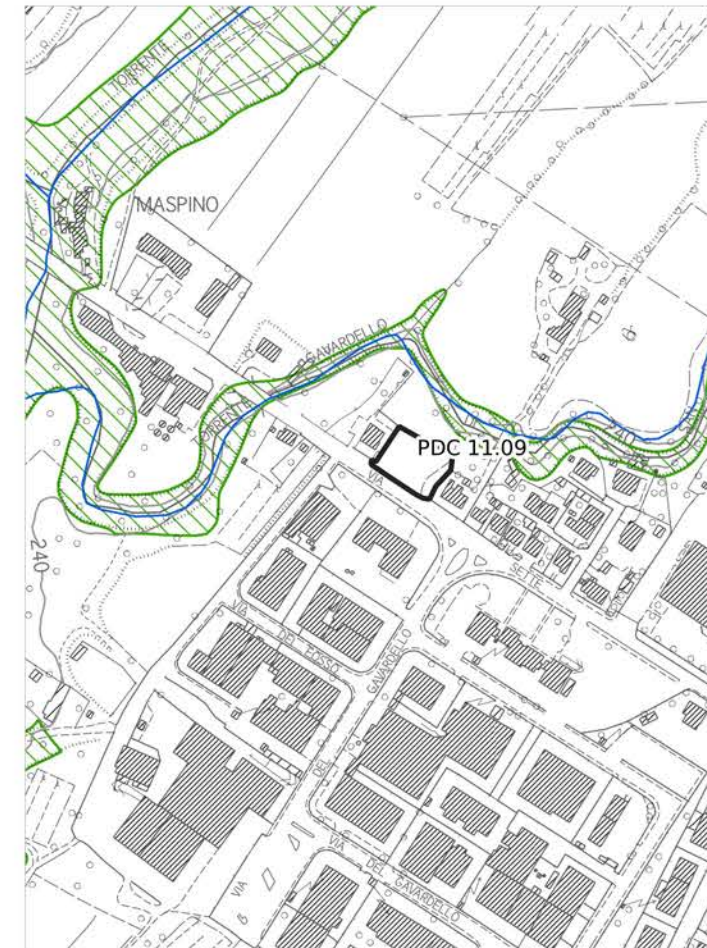 TORRENTE
MASPINO
GAVARDELLO
TORRENTE
PDC 11.09
VIA
SETTE
240
VIA
DEL FOSSO
GAVARDELLO
DEL
VIA
VIA
DEL GAVARDELLO